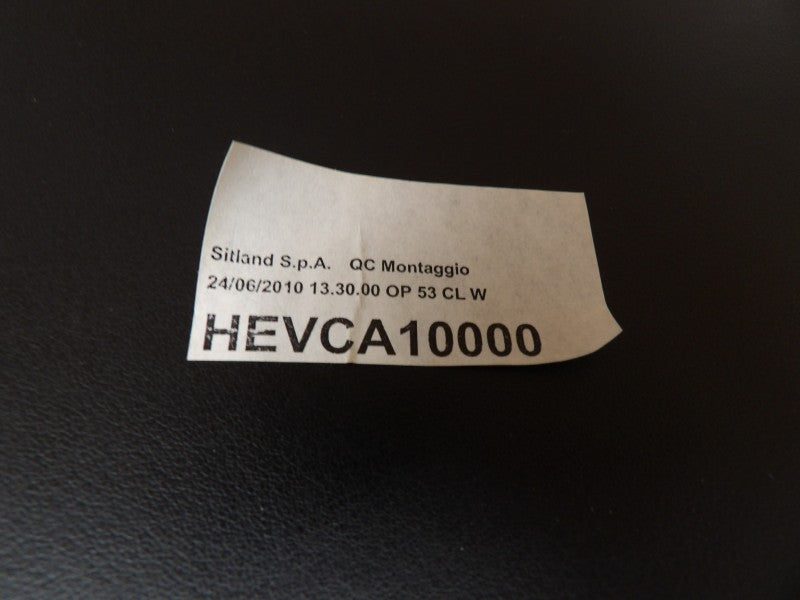 Sitland S.p.A. QC Montaggio
24/06/2010 13.30.00 OP 53 CL W
HEVCA10000